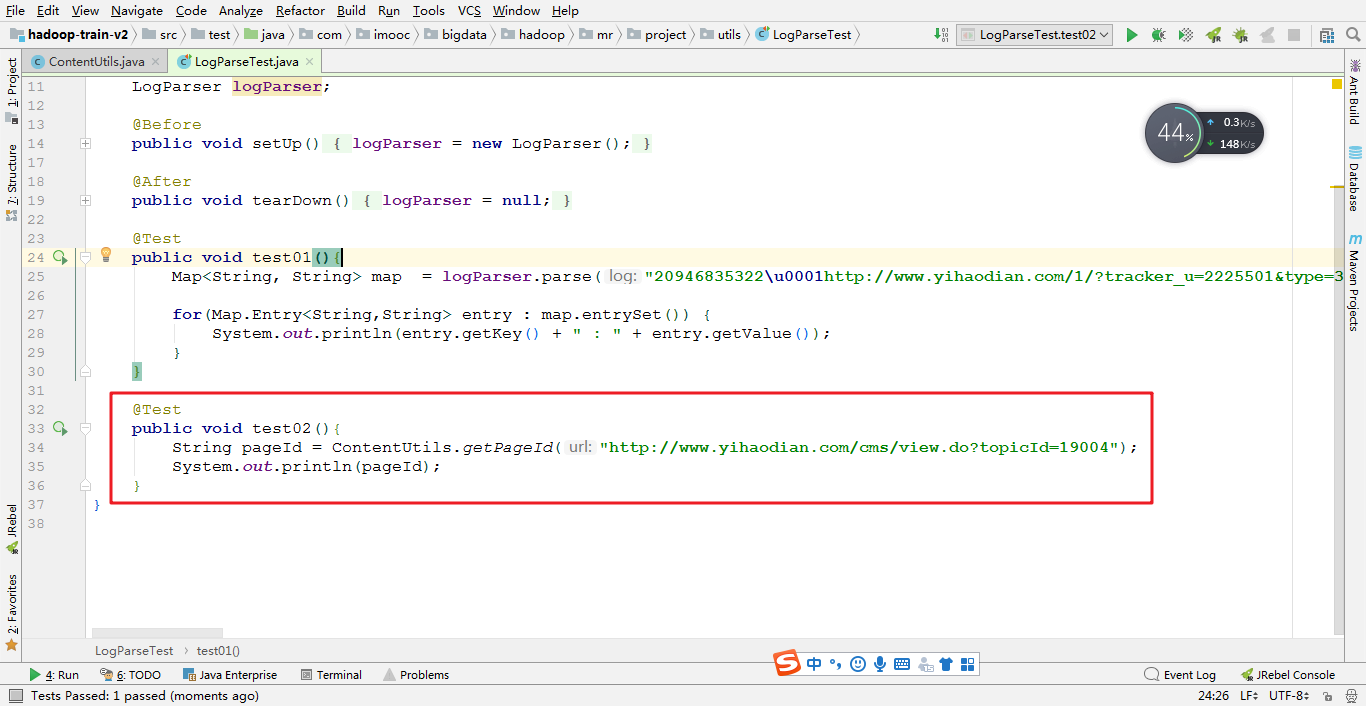 File Edit View Navigate Code Analyze Refactor Build Run Tools VCS Window Help
hadoop-train-v2 src test java com imooc bigdata hadoop mr project utils LogParseTest LogParseTest.test02
ContentUtils.java LogParseTest.java
1: Project
7: Structure
JRebel
2: Favorites
Ant Build
Database
Maven Projects
44%
0.3K/s
148K/s
11 LogParser logParser;
12
13 @Before
14 public void setUp() { logParser = new LogParser(); }
17
18 @After
19 public void tearDown() { logParser = null; }
22
23 @Test
24 public void test01(){
25 Map<String, String> map  = logParser.parse( log: "20946835322\u0001http://www.yihaodian.com/1/?tracker_u=2225501&type=3
26
27 for(Map.Entry<String,String> entry : map.entrySet()) {
28 System.out.println(entry.getKey() + " : " + entry.getValue());
29 }
30 }
31
32 @Test
33 public void test02(){
34 String pageId = ContentUtils.getPageId( url: "http://www.yihaodian.com/cms/view.do?topicId=19004");
35 System.out.println(pageId);
36 }
37 }
38
LogParseTest test01()
S 中
4: Run 6: TODO Java Enterprise Terminal Problems Event Log JRebel Console
Tests Passed: 1 passed (moments ago) 24:26 LF UTF-8